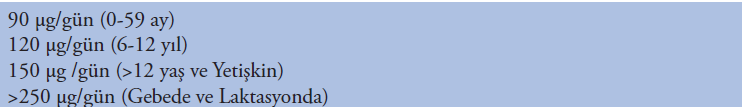 90 µg/gün (0-59 ay)
120 µg/gün (6-12 yıl)
150 µg /gün (>12 yaş ve Yetişkin)
>250 µg/gün (Gebede ve Laktasyonda)